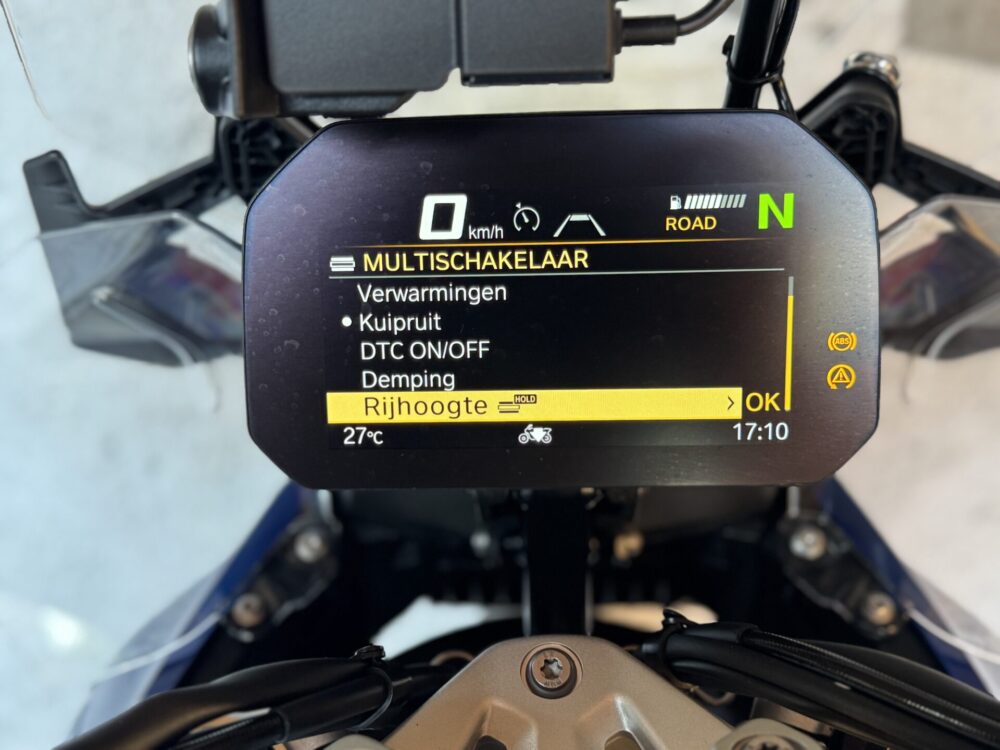 0 km/h
ROAD
N
MULTISCHAKELAAR
Verwarmingen
• Kuipruit
DTC ON/OFF
Demping
Rijhoogte HOLD > OK
27°C
17:10
ABS